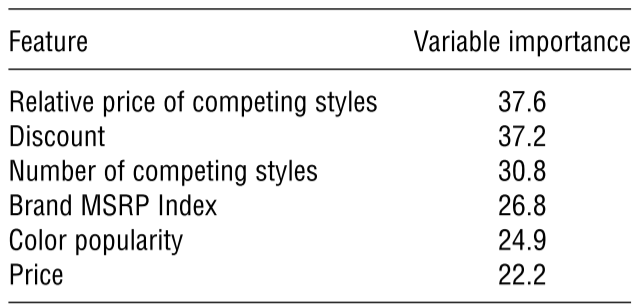 Feature Variable importance
Relative price of competing styles 37.6
Discount 37.2
Number of competing styles 30.8
Brand MSRP Index 26.8
Color popularity 24.9
Price 22.2